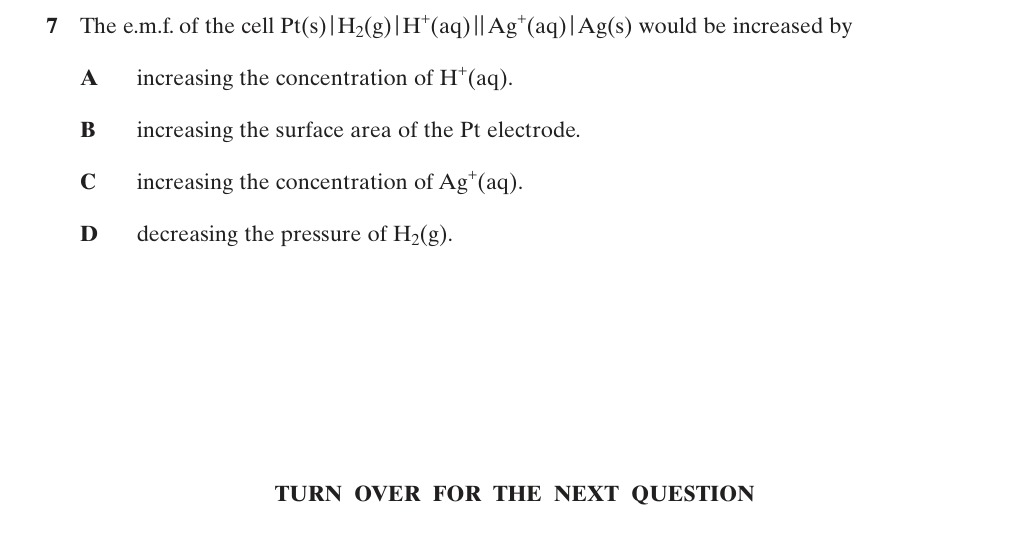 7 The e.m.f. of the cell Pt(s)|H₂(g)|H⁺(aq)||Ag⁺(aq)|Ag(s) would be increased by
A increasing the concentration of H⁺(aq).
B increasing the surface area of the Pt electrode.
C increasing the concentration of Ag⁺(aq).
D decreasing the pressure of H₂(g).
TURN OVER FOR THE NEXT QUESTION